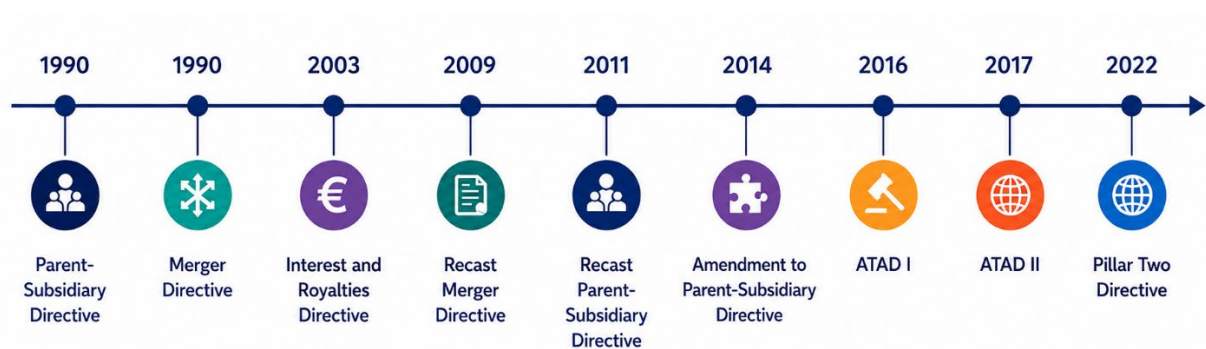 1990
1990
2003
2009
2011
2014
2016
2017
2022
€
Parent-
Subsidiary
Directive
Merger
Directive
Interest and
Royalties
Directive
Recast
Merger
Directive
Recast
Parent-
Subsidiary
Directive
Amendment to
Parent-Subsidiary
Directive
ATAD I
ATAD II
Pillar Two
Directive